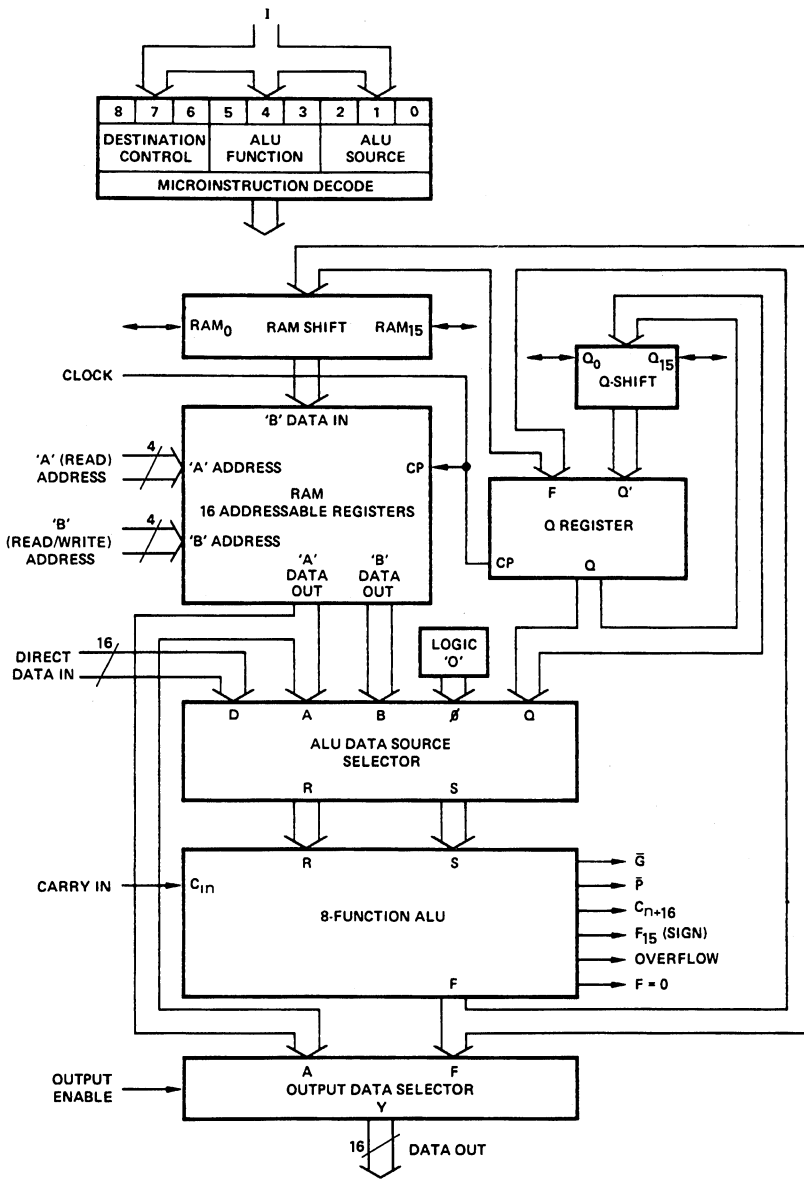 I
8 7 6 5 4 3 2 1 0
DESTINATION CONTROL
ALU FUNCTION
ALU SOURCE
MICROINSTRUCTION DECODE
RAM0 RAM SHIFT RAM15
CLOCK
Q0 Q15
Q-SHIFT
'B' DATA IN
'A' (READ) ADDRESS
4
'A' ADDRESS
CP
RAM
16 ADDRESSABLE REGISTERS
'B' (READ/WRITE) ADDRESS
4
'B' ADDRESS
'A' DATA OUT
'B' DATA OUT
F Q'
Q REGISTER
CP Q
DIRECT DATA IN
16
LOGIC '0'
D A B ø Q
ALU DATA SOURCE
SELECTOR
R S
R S
CARRY IN
Cin
8-FUNCTION ALU
F
G̅
P̅
Cn+16
F15 (SIGN)
OVERFLOW
F = 0
A F
OUTPUT ENABLE
OUTPUT DATA SELECTOR
Y
16 DATA OUT